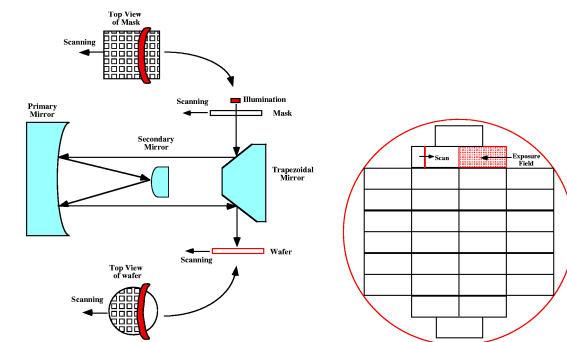 Top View
of Mask
Scanning
Illumination
Scanning
Mask
Primary
Mirror
Secondary
Mirror
Trapezoidal
Mirror
Scan
Exposure
Field
Wafer
Scanning
Top View
of wafer
Scanning